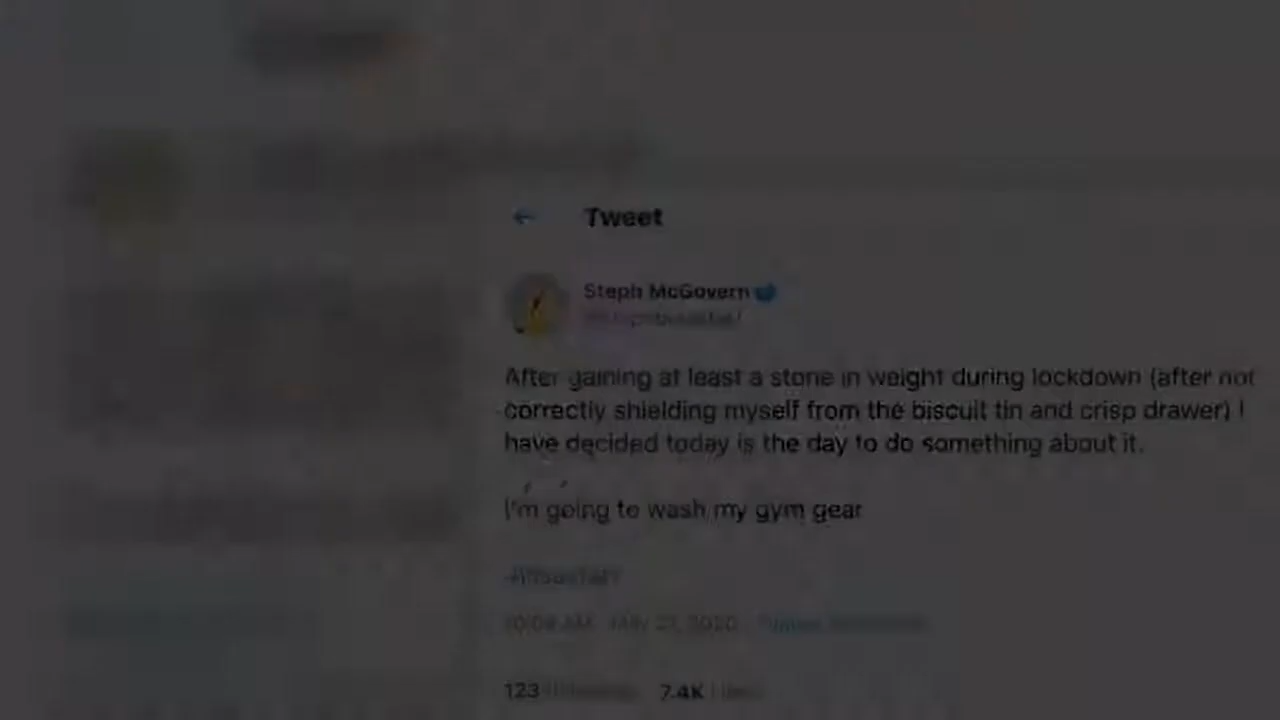 Tweet
Steph McGovern
After gaining at least a stone in weight during lockdown (after not
correctly shielding myself from the biscuit tin and crisp drawer) I
have decided today is the day to do something about it.
I'm going to wash my gym gear
2020
123 7.4K Likes